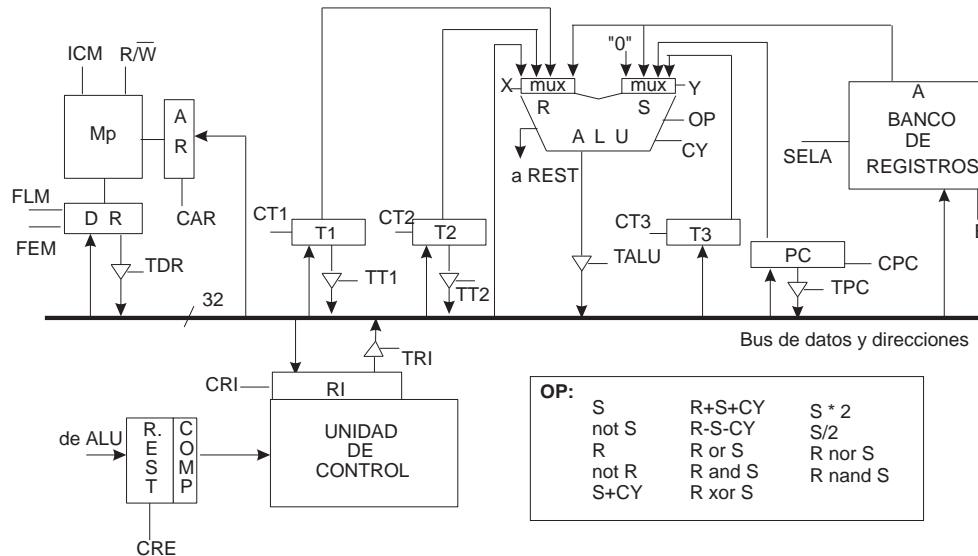 ICM R/W
Mp
A
R
FLM
D R
FEM
CAR
TDR
32
CT1
T1
TT1
CT2
T2
TT2
"0"
X mux mux Y
R S
A L U
OP
CY
a REST
TALU
CT3
T3
PC
CPC
TPC
A
BANCO
DE
REGISTROS
SELA
E
Bus de datos y direcciones
TRI
CRI
RI
UNIDAD
DE
CONTROL
de ALU
R.
E
S
T
C
O
M
P
CRE
OP:
S R+S+CY S * 2
not S R-S-CY S/2
R R or S R nor S
not R R and S R nand S
S+CY R xor S